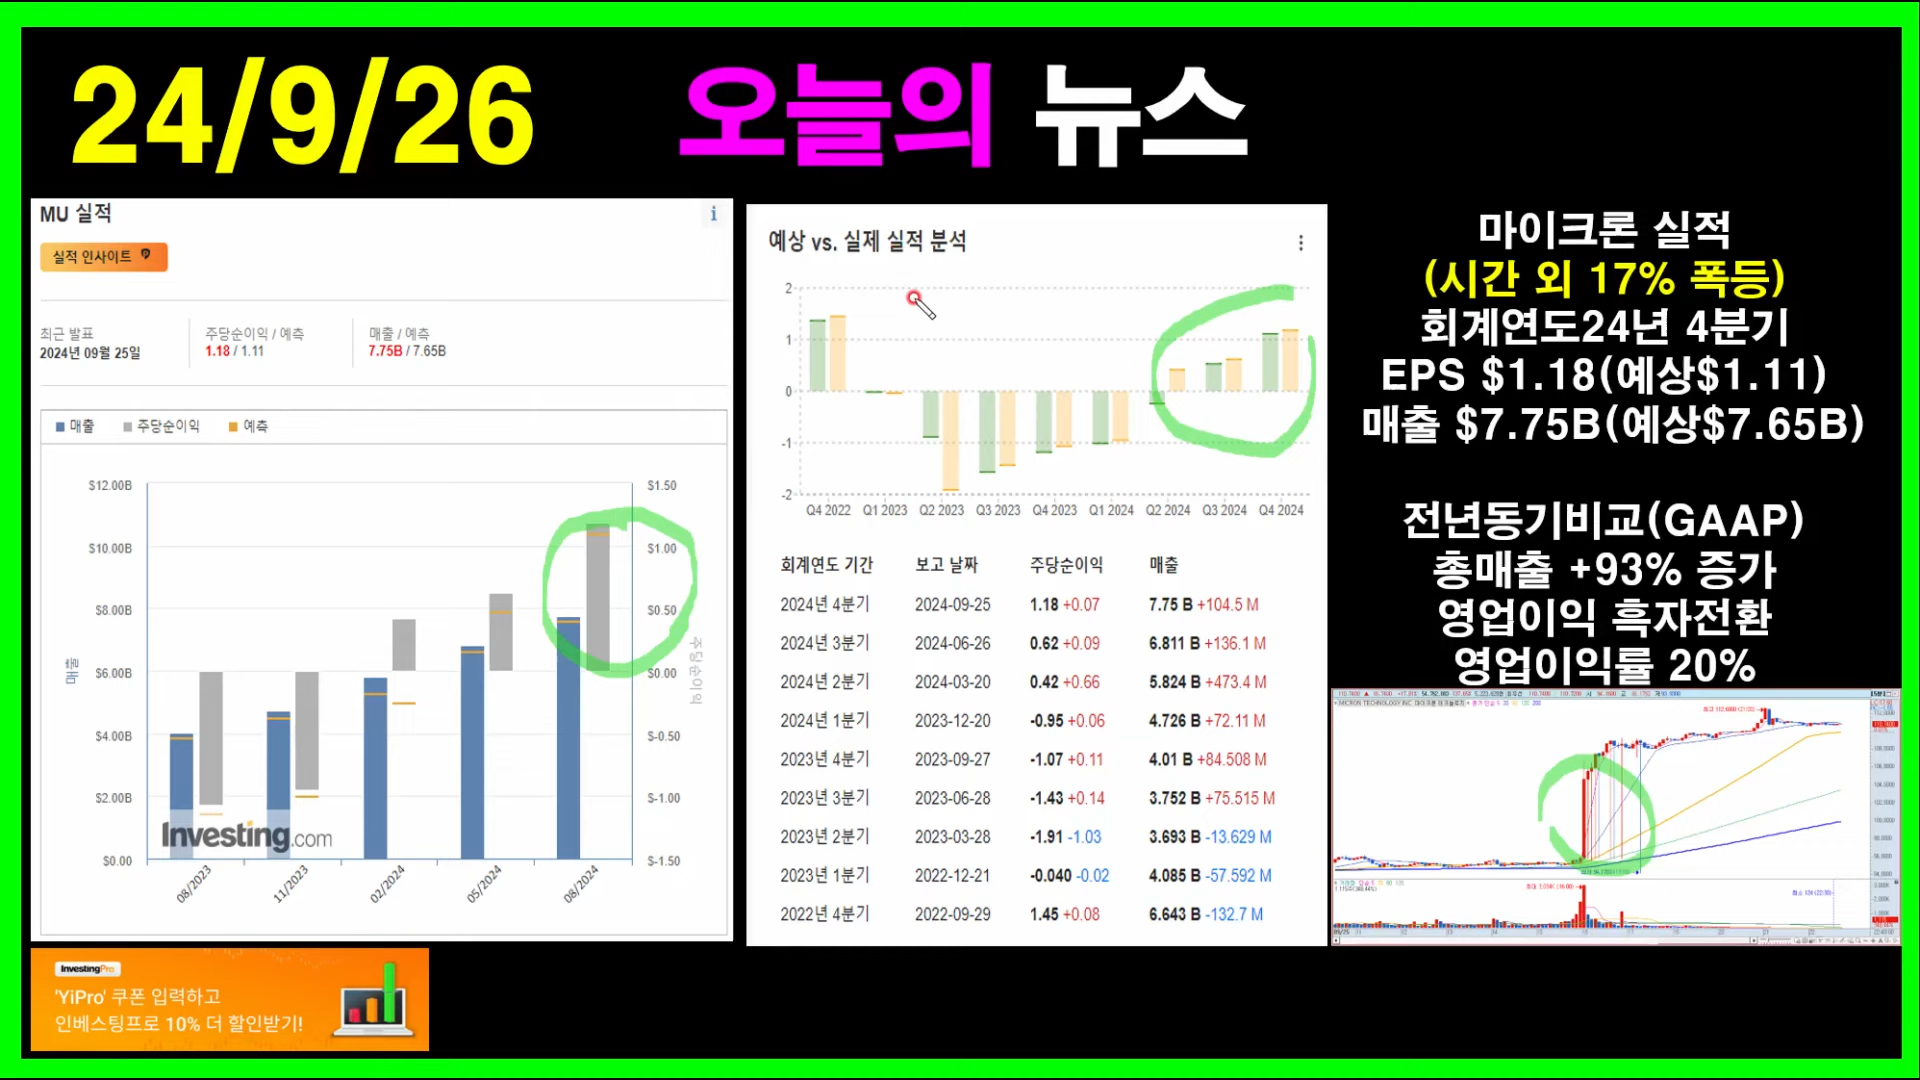 24/9/26 오늘의 뉴스
MU 실적
실적 인사이트
최근 발표
2024년 09월 25일
주당순이익 / 예측
1.18 / 1.11
매출 / 예측
7.75B / 7.65B
매출 주당순이익 예측
$12.00B
$10.00B
$8.00B
$6.00B
$4.00B
$2.00B
$0.00
매출
$1.50
$1.00
$0.50
$0.00
$-0.50
$-1.00
$-1.50
주당순이익
Investing.com
08/2023 11/2023 02/2024 05/2024 08/2024
InvestingPro
'YiPro' 쿠폰 입력하고
인베스팅프로 10% 더 할인받기!
예상 vs. 실제 실적 분석
2
1
0
-1
-2
Q4 2022 Q1 2023 Q2 2023 Q3 2023 Q4 2023 Q1 2024 Q2 2024 Q3 2024 Q4 2024
회계연도 기간 보고 날짜 주당순이익 매출
2024년 4분기 2024-09-25 1.18 +0.07 7.75 B +104.5 M
2024년 3분기 2024-06-26 0.62 +0.09 6.811 B +136.1 M
2024년 2분기 2024-03-20 0.42 +0.66 5.824 B +473.4 M
2024년 1분기 2023-12-20 -0.95 +0.06 4.726 B +72.11 M
2023년 4분기 2023-09-27 -1.07 +0.11 4.01 B +84.508 M
2023년 3분기 2023-06-28 -1.43 +0.14 3.752 B +75.515 M
2023년 2분기 2023-03-28 -1.91 -1.03 3.693 B -13.629 M
2023년 1분기 2022-12-21 -0.040 -0.02 4.085 B -57.592 M
2022년 4분기 2022-09-29 1.45 +0.08 6.643 B -132.7 M
마이크론 실적
(시간 외 17% 폭등)
회계연도24년 4분기
EPS $1.18(예상$1.11)
매출 $7.75B(예상$7.65B)
전년동기비교(GAAP)
총매출 +93% 증가
영업이익 흑자전환
영업이익률 20%
MICRON TECHNOLOGY INC